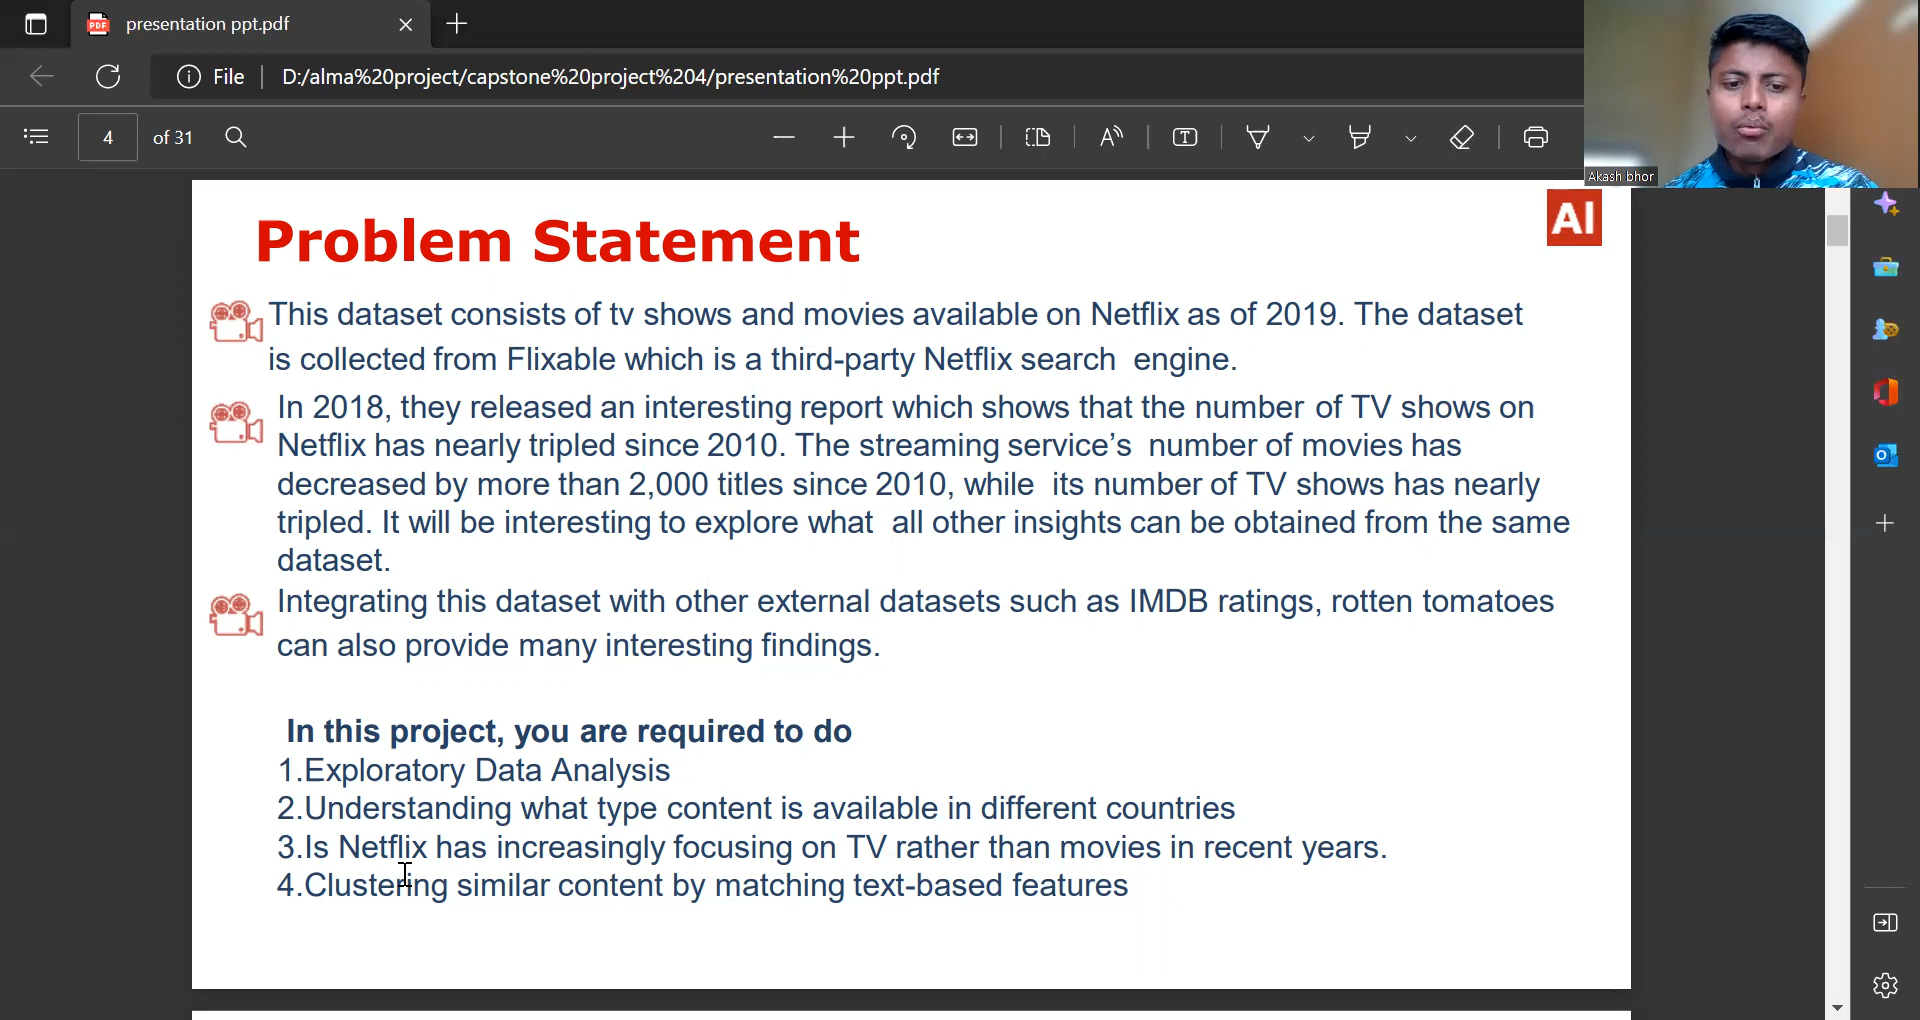 presentation ppt.pdf
File D:/alma%20project/capstone%20project%204/presentation%20ppt.pdf
4 of 31
Akash bhor
AI
Problem Statement
This dataset consists of tv shows and movies available on Netflix as of 2019. The dataset
is collected from Flixable which is a third-party Netflix search engine.
In 2018, they released an interesting report which shows that the number of TV shows on
Netflix has nearly tripled since 2010. The streaming service’s number of movies has
decreased by more than 2,000 titles since 2010, while its number of TV shows has nearly
tripled. It will be interesting to explore what all other insights can be obtained from the same
dataset.
Integrating this dataset with other external datasets such as IMDB ratings, rotten tomatoes
can also provide many interesting findings.
In this project, you are required to do
1.Exploratory Data Analysis
2.Understanding what type content is available in different countries
3.Is Netflix has increasingly focusing on TV rather than movies in recent years.
4.Clustering similar content by matching text-based features